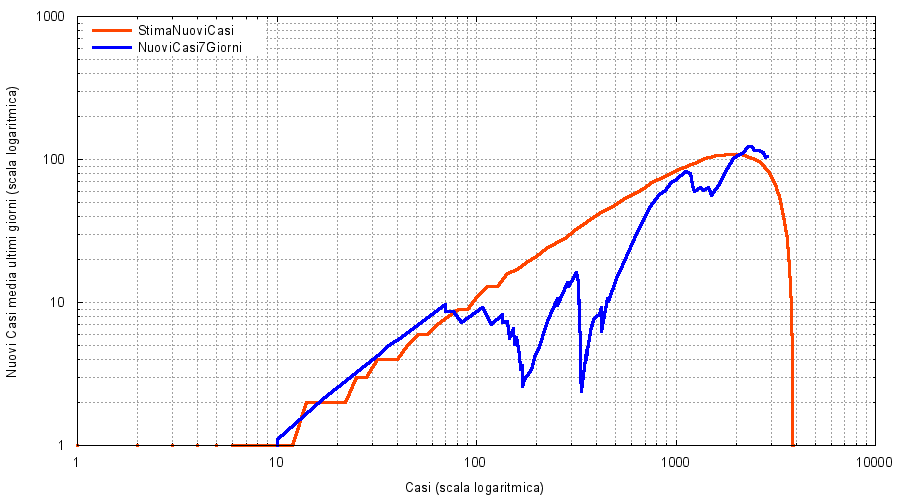 1000
StimaNuoviCasi
NuoviCasi7Giorni
100
10
1
Nuovi Casi media ultimi giorni (scala logaritmica)
1 10 100 1000 10000
Casi (scala logaritmica)